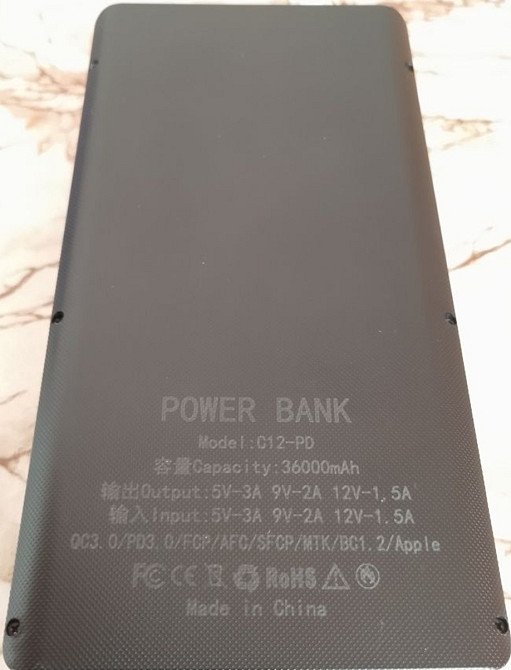 POWER BANK
Model:C12-PD
容量Capacity:36000mAh
输出Output:5V-3A 9V-2A 12V-1.5A
输入Input:5V-3A 9V-2A 12V-1.5A
QC3.0/PD3.0/FCP/AFC/SFCP/MTK/BC1.2/Apple
FC CE RoHS
Made in China